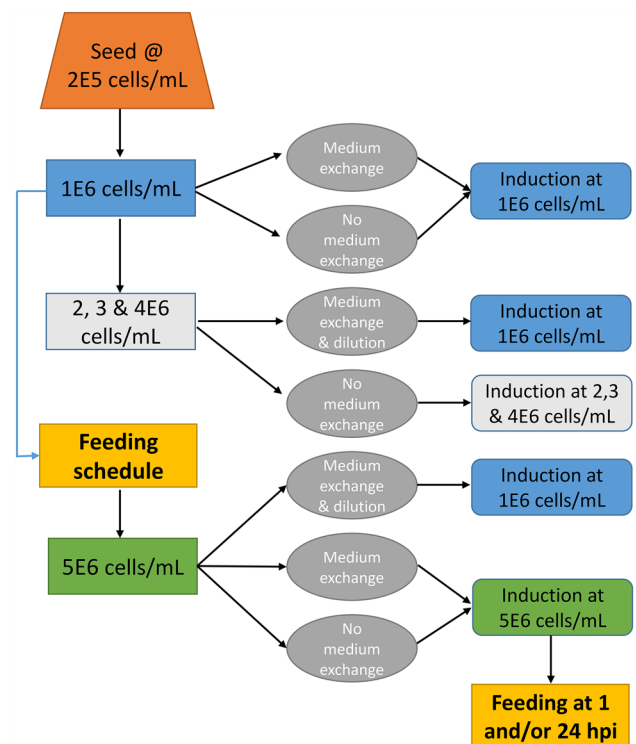 Seed @
2E5 cells/mL
Medium
exchange
1E6 cells/mL
Induction at
1E6 cells/mL
No
medium
exchange
2, 3 & 4E6
cells/mL
Medium
exchange
& dilution
Induction at
1E6 cells/mL
No
medium
exchange
Induction at 2,3
& 4E6 cells/mL
Feeding
schedule
Medium
exchange
& dilution
Induction at
1E6 cells/mL
5E6 cells/mL
Medium
exchange
Induction at
5E6 cells/mL
No
medium
exchange
Feeding at 1
and/or 24 hpi